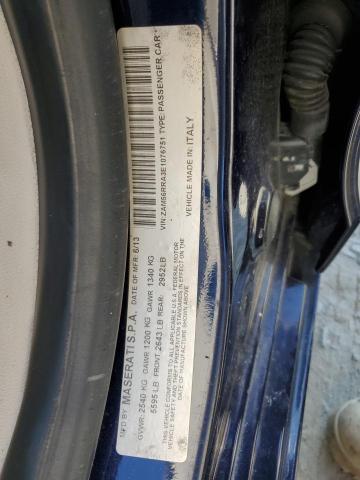 MFD BY: MASERATI S.P.A. DATE OF MFR: 6/13
GVWR: 2540 KG GAWR 1200 KG GAWR 1340 KG
5595 LB FRONT 2643 LB REAR: 2952LB
VEHICLE CONFORMS TO ALL APPLICABLE U.S.A. FEDERAL MOTOR
VEHICLE SAFETY AND THEFT PREVENTION STANDARDS IN EFFECT ON THE
DATE OF MANUFACTURE SHOWN ABOVE.
VIN:ZAM56RRA3E1076751 TYPE: PASSENGER CAR *
VEHICLE MADE IN: ITALY